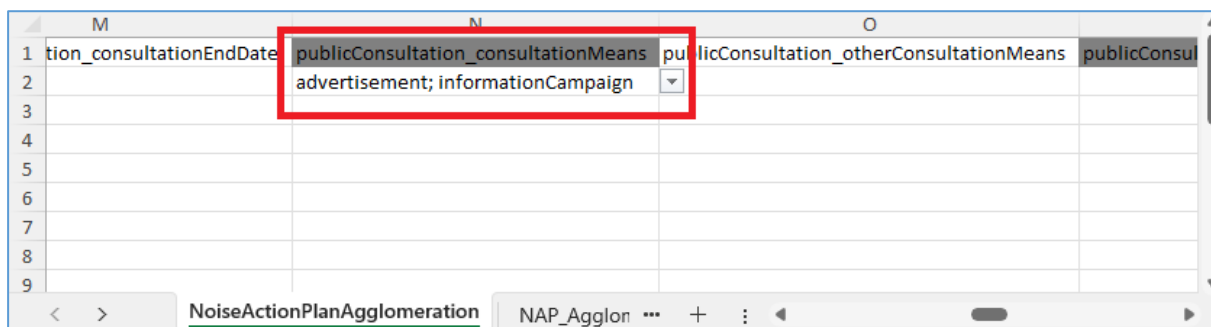 M N O
1 tion_consultationEndDate publicConsultation_consultationMeans publicConsultation_otherConsultationMeans publicConsul
2 advertisement; informationCampaign
3
4
5
6
7
8
9
NoiseActionPlanAgglomeration NAP_Agglon ... +